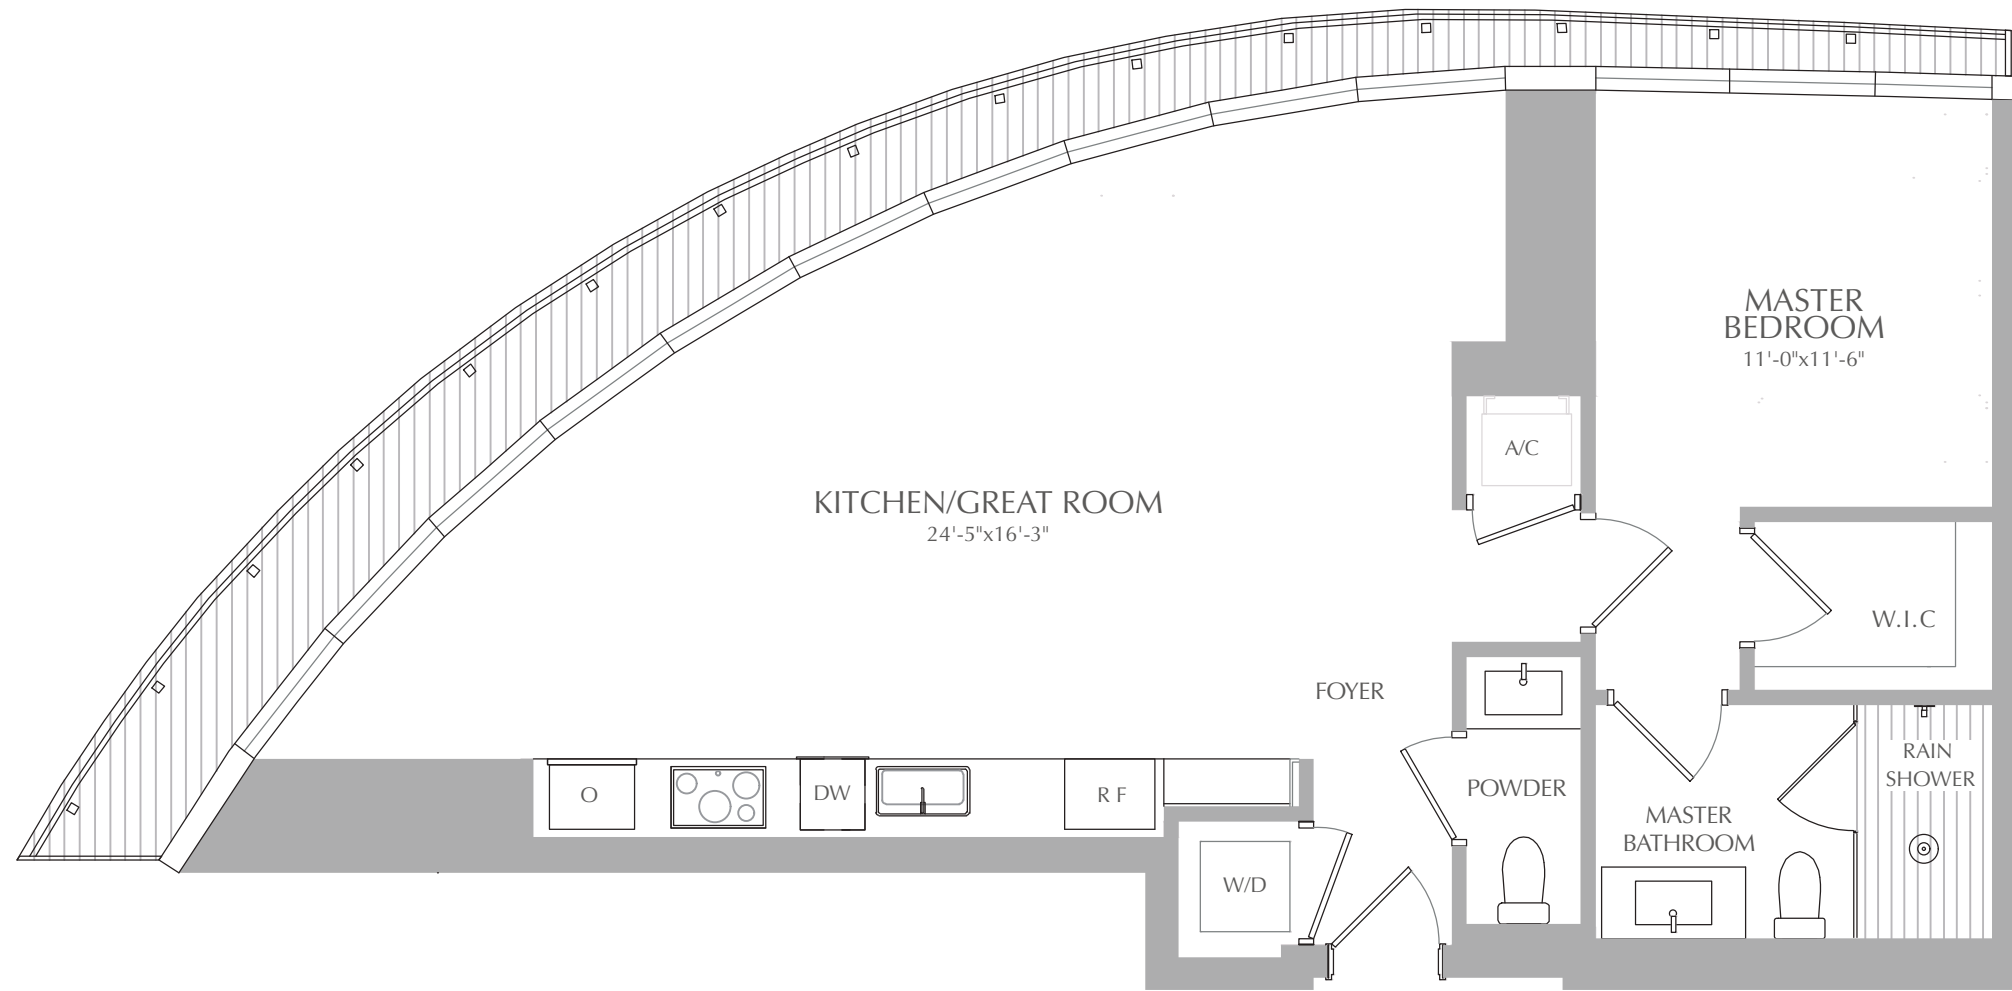 MASTER
BEDROOM
11'-0"x11'-6"
A/C
KITCHEN/GREAT ROOM
24'-5"x16'-3"
W.I.C
FOYER
RAIN
SHOWER
POWDER
O
DW
R F
MASTER
BATHROOM
W/D